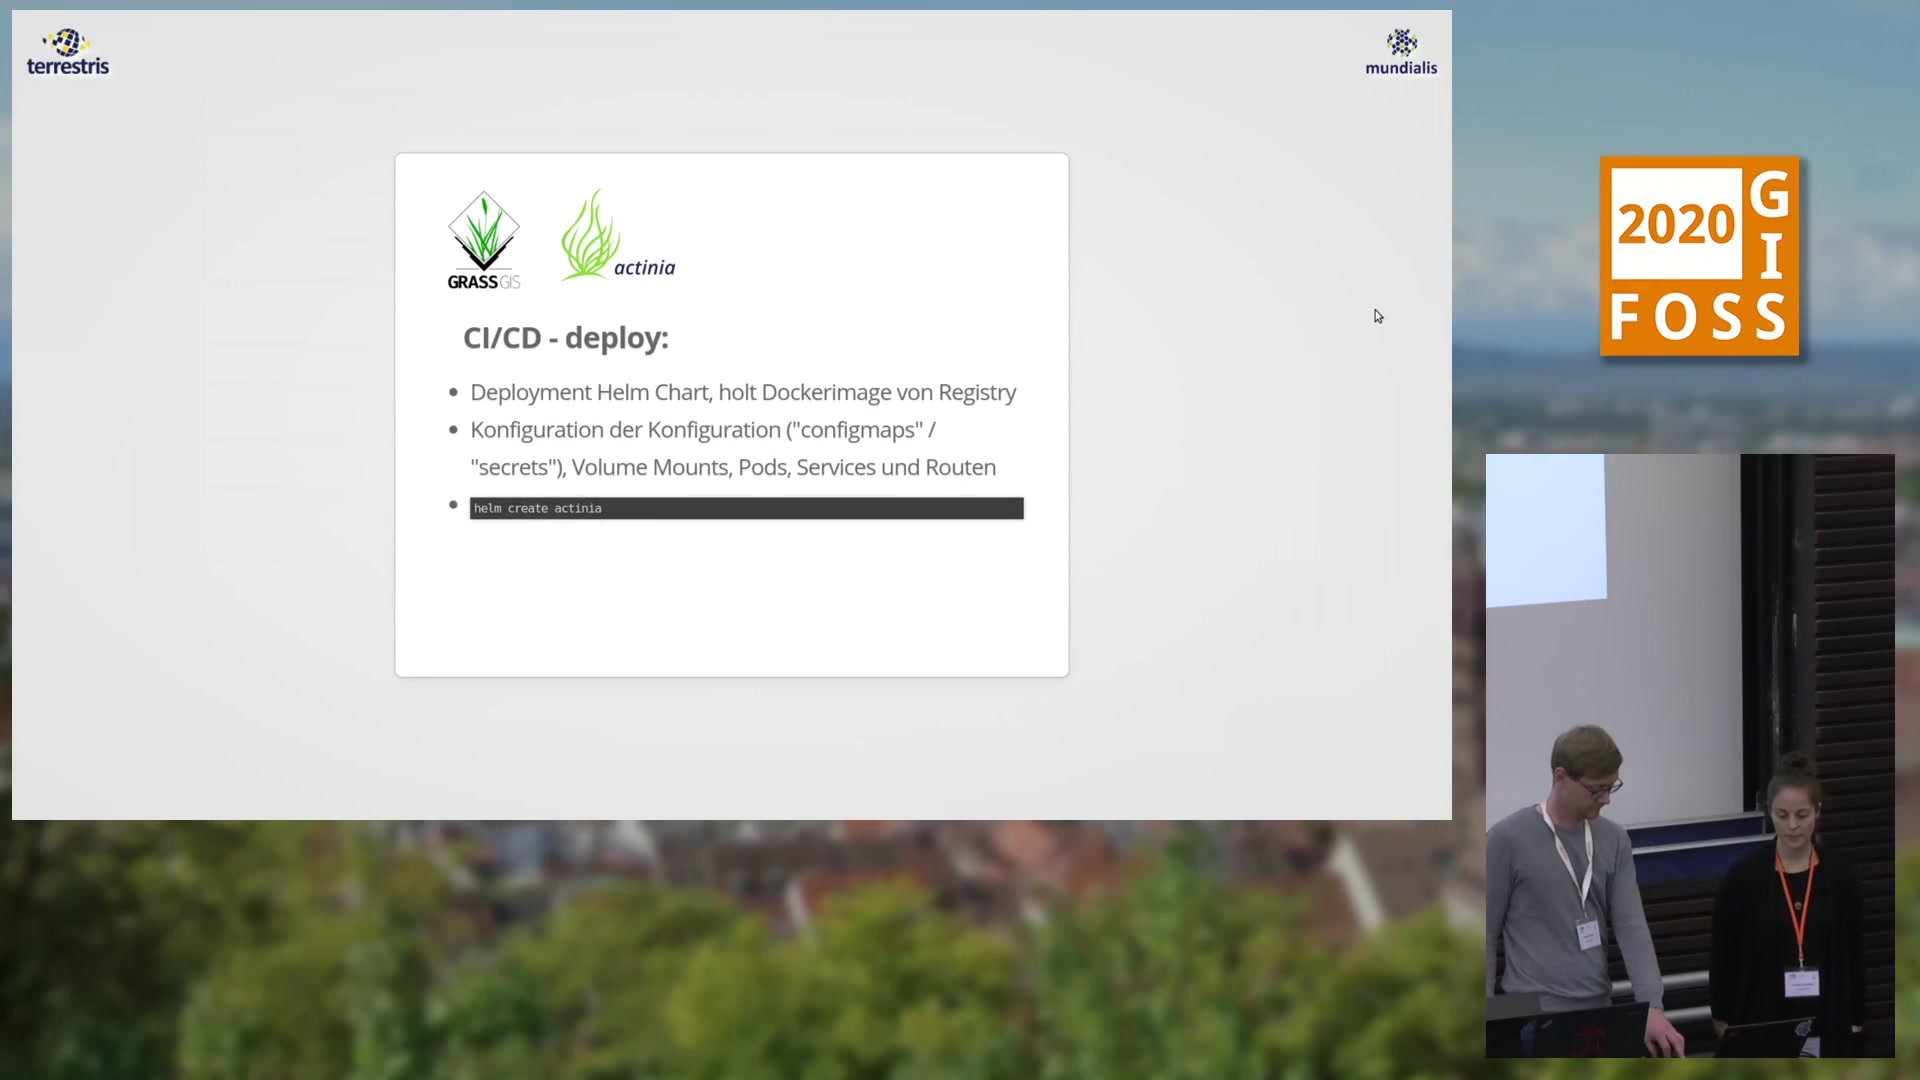 terrestris
mundialis
GRASS GIS
actinia
CI/CD - deploy:
Deployment Helm Chart, holt Dockerimage von Registry
Konfiguration der Konfiguration ("configmaps" /
"secrets"), Volume Mounts, Pods, Services und Routen
helm create actinia
2020
G
I
FOSS